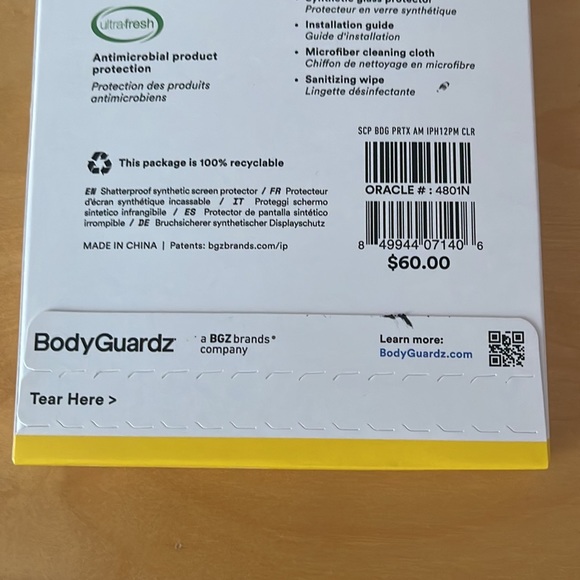 synthetic glass protector
Protecteur en verre synthétique
• Installation guide
Guide d'installation
• Microfiber cleaning cloth
Chiffon de nettoyage en microfibre
• Sanitizing wipe
Lingette désinfectante
ultra-fresh
Antimicrobial product
protection
Protection des produits
antimicrobiens
SCP BDG PRTX AM IPH12PM CLR
ORACLE # : 4801N
8 49944 07140 6
$60.00
This package is 100% recyclable
EN Shatterproof synthetic screen protector / FR Protecteur
d'écran synthétique incassable / IT Proteggi schermo
sintetico infrangibile / ES Protector de pantalla sintético
irrompible / DE Bruchsicherer synthetischer Displayschutz
MADE IN CHINA | Patents: bgzbrands.com/ip
BodyGuardz
a BGZbrands®
company
Learn more:
BodyGuardz.com
Tear Here >